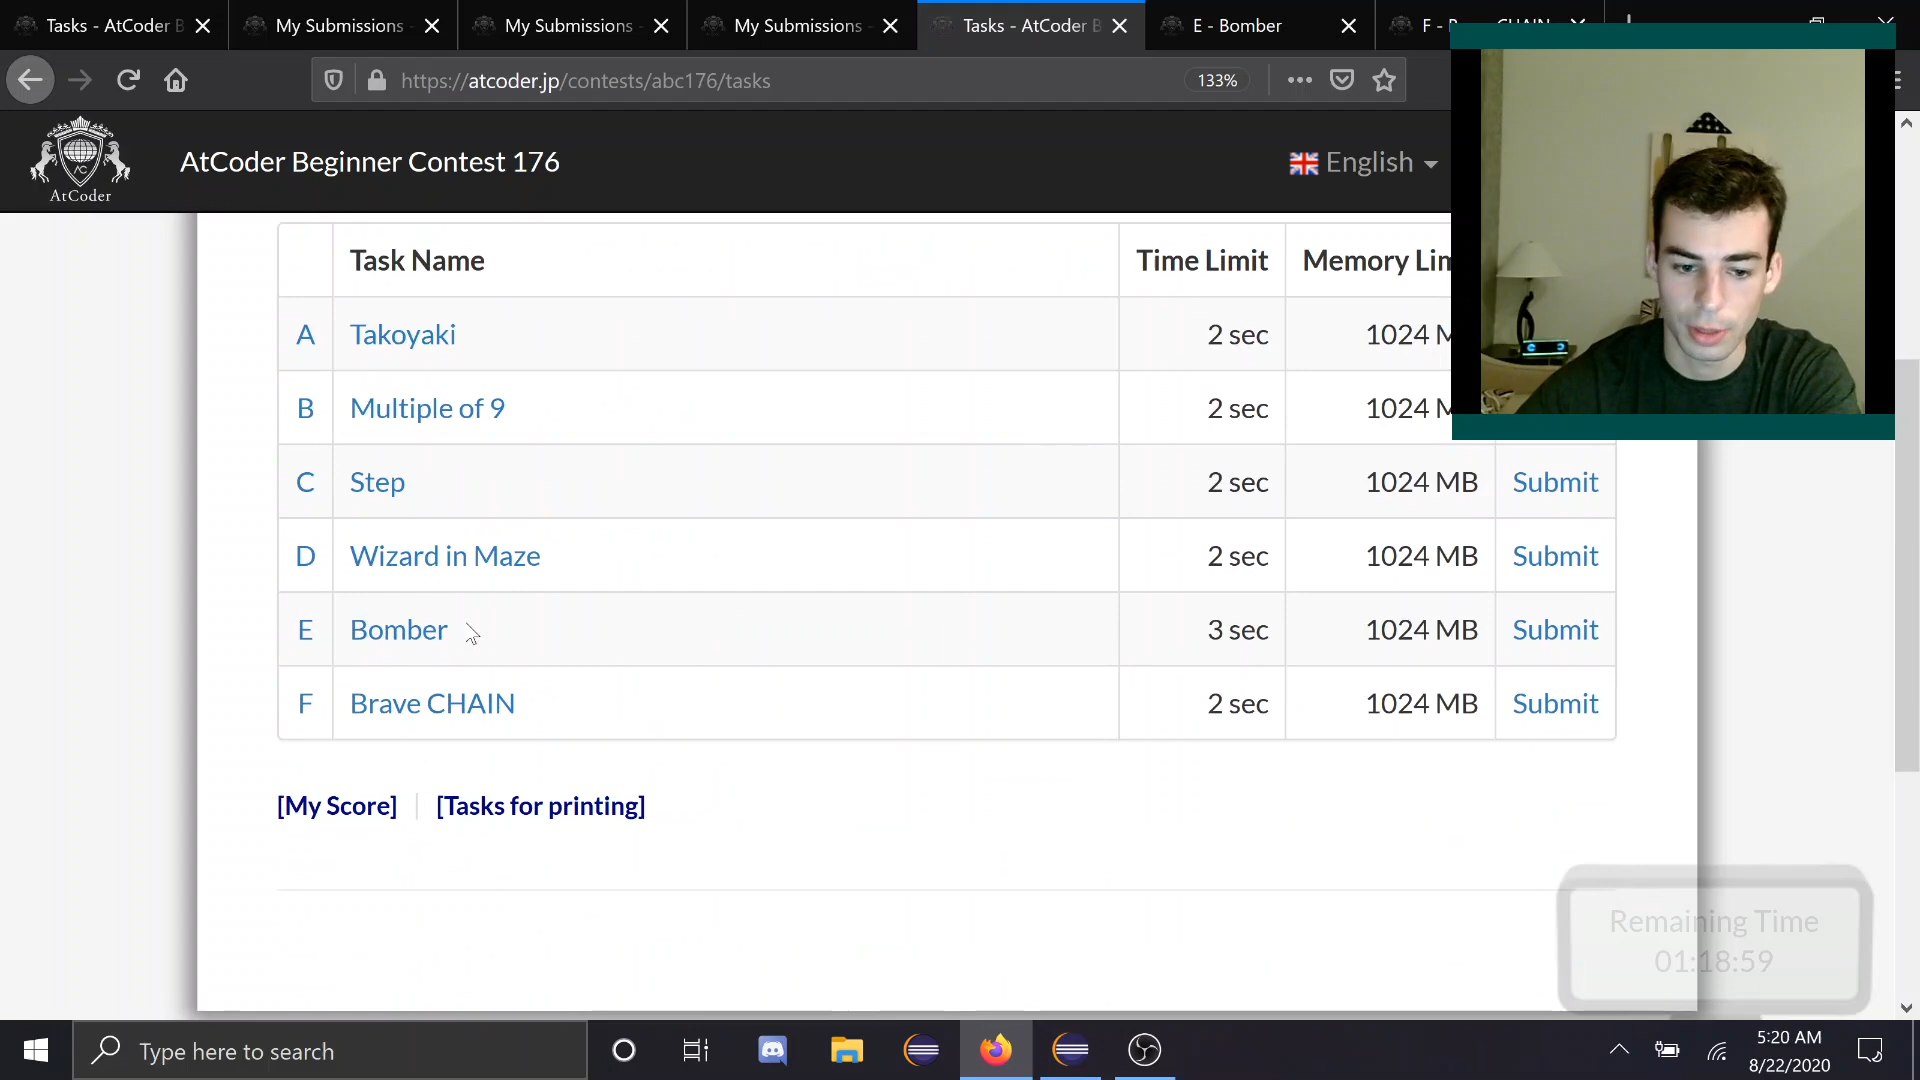 Tasks - AtCoder B
My Submissions -
My Submissions -
My Submissions -
Tasks - AtCoder B
E - Bomber
https://atcoder.jp/contests/abc176/tasks
133%
AtCoder
AtCoder Beginner Contest 176
English
Task Name
Time Limit
Memory Lim
A
Takoyaki
2 sec
1024 M
B
Multiple of 9
2 sec
1024 M
C
Step
2 sec
1024 MB
Submit
D
Wizard in Maze
2 sec
1024 MB
Submit
E
Bomber
3 sec
1024 MB
Submit
F
Brave CHAIN
2 sec
1024 MB
Submit
[My Score]
[Tasks for printing]
Remaining Time
01:18:59
Type here to search
5:20 AM
8/22/2020